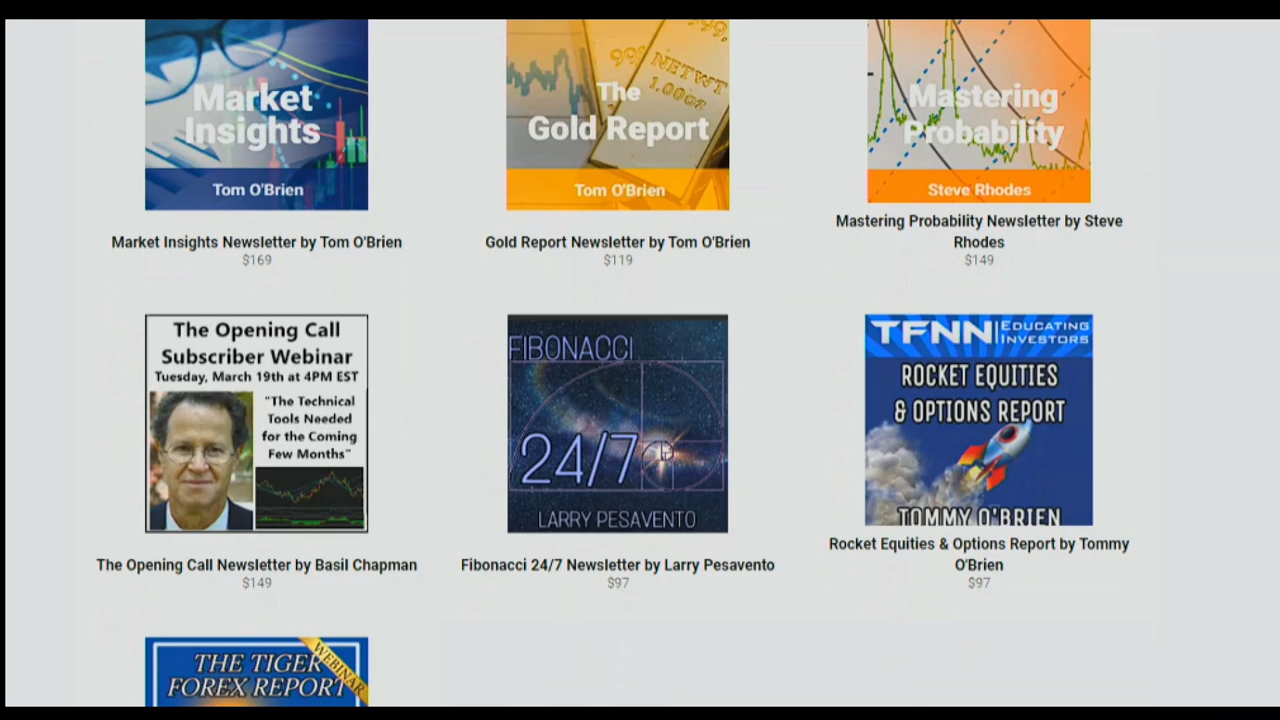 Market
Insights
Tom O'Brien
Market Insights Newsletter by Tom O'Brien
$169
999.
999
NETWT
1.00OZ
The
Gold Report
Tom O'Brien
Gold Report Newsletter by Tom O'Brien
$119
Mastering
Probability
Steve Rhodes
Mastering Probability Newsletter by Steve
Rhodes
$149
The Opening Call
Subscriber Webinar
Tuesday, March 19th at 4PM EST
"The Technical
Tools Needed
for the Coming
Few Months"
The Opening Call Newsletter by Basil Chapman
$149
FIBONACCI
24/7
LARRY PESAVENTO
Fibonacci 24/7 Newsletter by Larry Pesavento
$97
TFNN EDUCATING
INVESTORS
ROCKET EQUITIES
& OPTIONS REPORT
TOMMY O'BRIEN
Rocket Equities & Options Report by Tommy
O'Brien
$97
WEBINAR
THE TIGER
FOREX REPORT